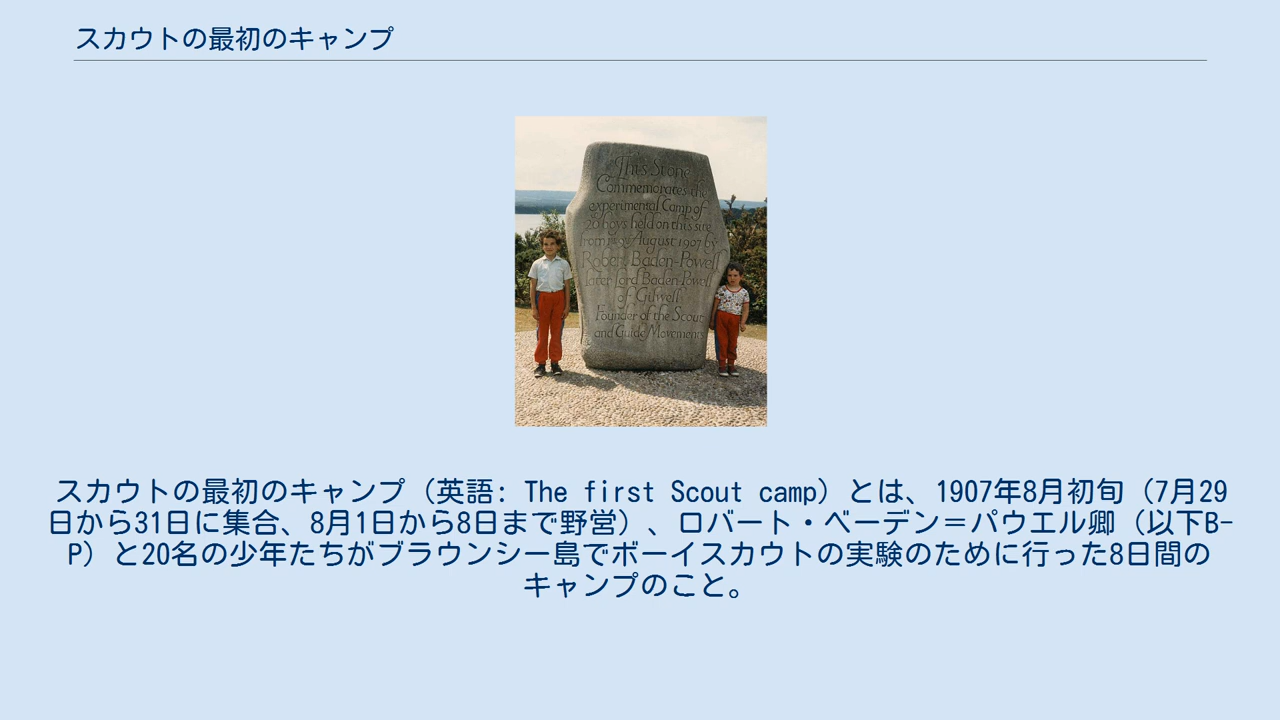 スカウトの最初のキャンプ
This Stone
Commemorates the
experimental Camp of
20 boys held on this site
from 1st-9th August 1907 by
Robert Baden-Powell
later Lord Baden-Powell
of Gilwell
Founder of the Scout
and Guide Movements
スカウトの最初のキャンプ（英語: The first Scout camp）とは、1907年8月初旬（7月29
日から31日に集合、8月1日から8日まで野営）、ロバート・ベーデン＝パウエル卿（以下B-
P）と20名の少年たちがブラウンシー島でボーイスカウトの実験のために行った8日間の
キャンプのこと。